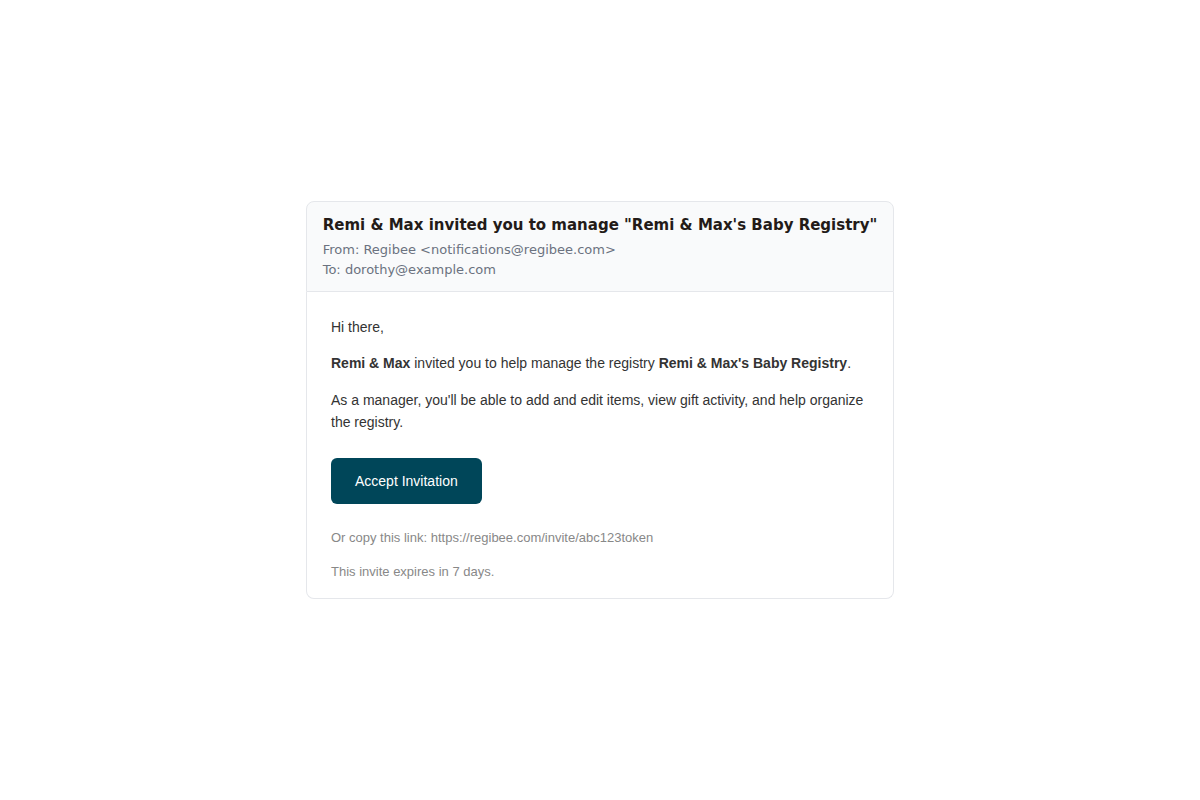 Remi & Max invited you to manage "Remi & Max's Baby Registry"
From: Regibee <notifications@regibee.com>
To: dorothy@example.com
Hi there,
Remi & Max invited you to help manage the registry Remi & Max's Baby Registry.
As a manager, you'll be able to add and edit items, view gift activity, and help organize
the registry.
Accept Invitation
Or copy this link: https://regibee.com/invite/abc123token
This invite expires in 7 days.